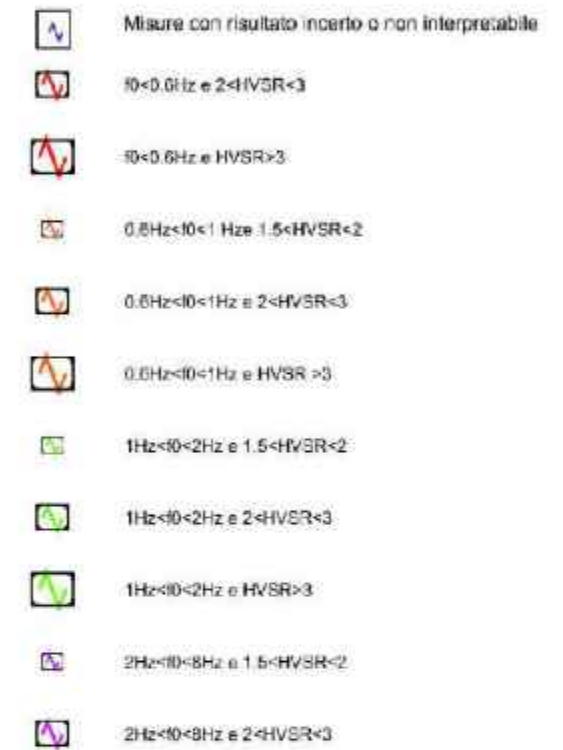 Misure con risultato incerto o non interpretabile
f0<0.6Hz e 2<HVSR<3
f0<0.6Hz e HVSR>3
0.6Hz<f0<1 Hze 1.5<HVSR<2
0.6Hz<f0<1Hz e 2<HVSR<3
0.6Hz<f0<1Hz e HVSR >3
1Hz<f0<2Hz e 1.5<HVSR<2
1Hz<f0<2Hz e 2<HVSR<3
1Hz<f0<2Hz e HVSR>3
2Hz<f0<8Hz e 1.5<HVSR<2
2Hz<f0<8Hz e 2<HVSR<3